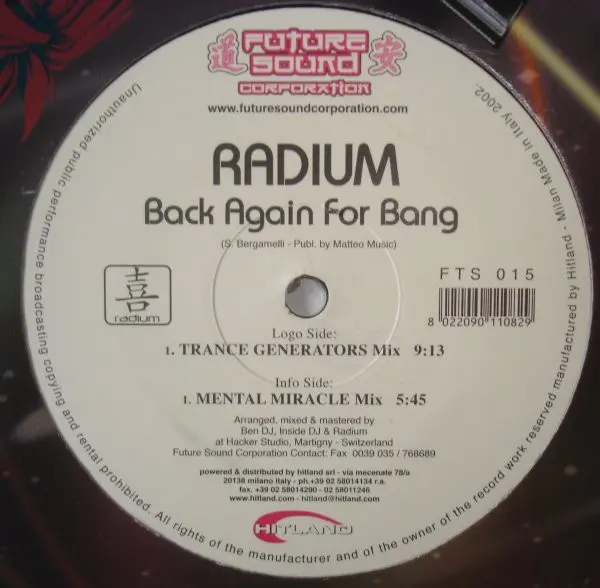 FUTURE
道 SOUND 安
CORPORATION
www.futuresoundcorporation.com
RADIUM
Back Again For Bang
(S. Bergamelli - Publ. by Matteo Music)
喜
radium
FTS 015
8 022090 110829
Logo Side:
1. TRANCE GENERATORS Mix 9:13
Info Side:
1. MENTAL MIRACLE Mix 5:45
Arranged, mixed & mastered by
Ben DJ, Inside DJ & Radium
at Hacker Studio, Martigny - Switzerland
Future Sound Corporation Contact: Fax 0039 035 / 768689
powered & distributed by hitland srl - via mecenate 78/a
20138 milano italy - ph.+39 02 58014134 r.a.
fax. +39 02 58014290 - 02 58011246
www.hitland.com - hitland@hitland.com
HITLAND
Unauthorized public performance broadcasting copying and rental prohibited. All rights of the manufacturer and of the owner of the record work reserved manufactured by Hitland - Milan Made in Italy 2002